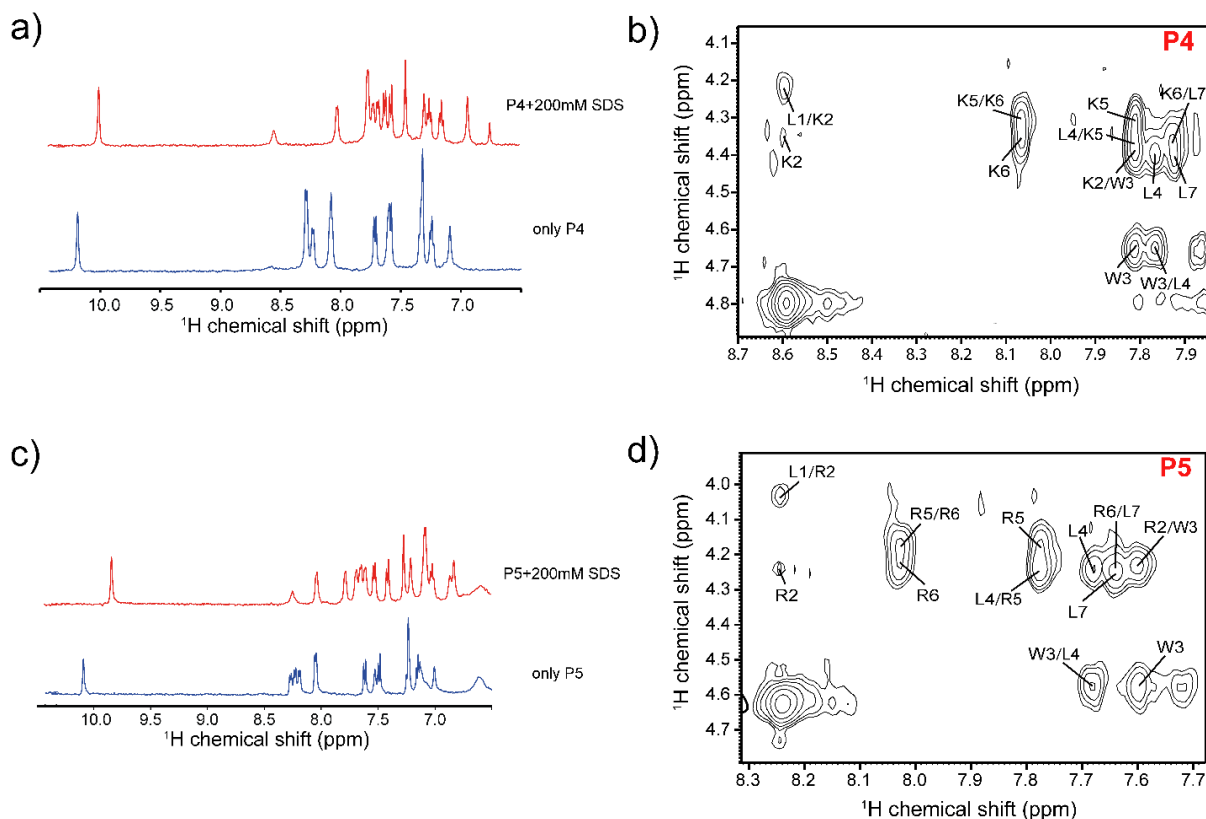 a)
P4+200mM SDS
only P4
10.0 9.5 9.0 8.5 8.0 7.5 7.0
¹H chemical shift (ppm)
b)
P4
¹H chemical shift (ppm)
4.1
4.2
4.3
4.4
4.5
4.6
4.7
4.8
L1/K2
K2
K5/K6
K6
K5
L4/K5
K2/W3
L4
K6/L7
L7
W3
W3/L4
8.7 8.6 8.5 8.4 8.3 8.2 8.1 8.0 7.9 7.8 7.9
¹H chemical shift (ppm)
c)
P5+200mM SDS
only P5
10.0 9.5 9.0 8.5 8.0 7.5 7.0
¹H chemical shift (ppm)
d)
P5
¹H chemical shift (ppm)
4.0
4.1
4.2
4.3
4.4
4.5
4.6
4.7
L1/R2
R2
R5/R6
R6
R5
L4/R5
L4
R6/L7
R2/W3
L7
W3/L4
W3
8.3 8.2 8.1 8.0 7.9 7.8 7.7 7.6 7.7
¹H chemical shift (ppm)